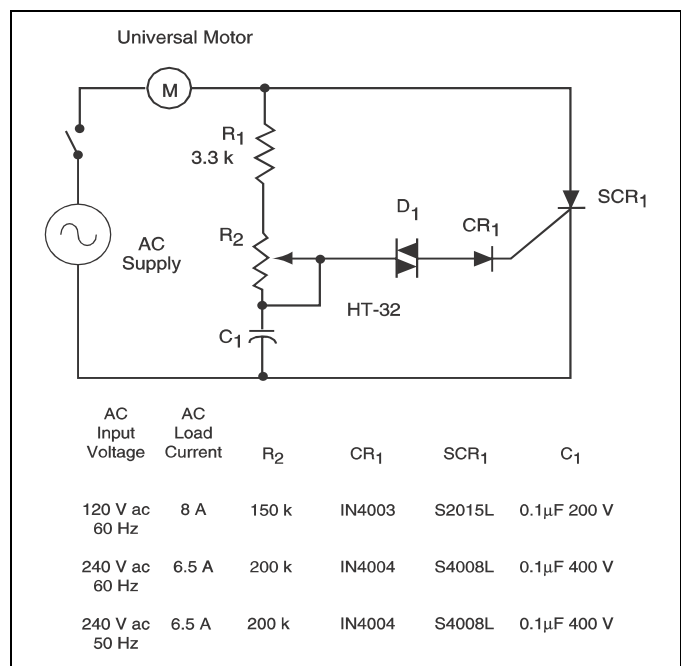 Universal Motor
M
R1
3.3 k
SCR1
D1
CR1
R2
AC
Supply
HT-32
C1
AC AC
Input Load
Voltage Current R2 CR1 SCR1 C1
120 V ac 8 A 150 k IN4003 S2015L 0.1μF 200 V
60 Hz
240 V ac 6.5 A 200 k IN4004 S4008L 0.1μF 400 V
60 Hz
240 V ac 6.5 A 200 k IN4004 S4008L 0.1μF 400 V
50 Hz